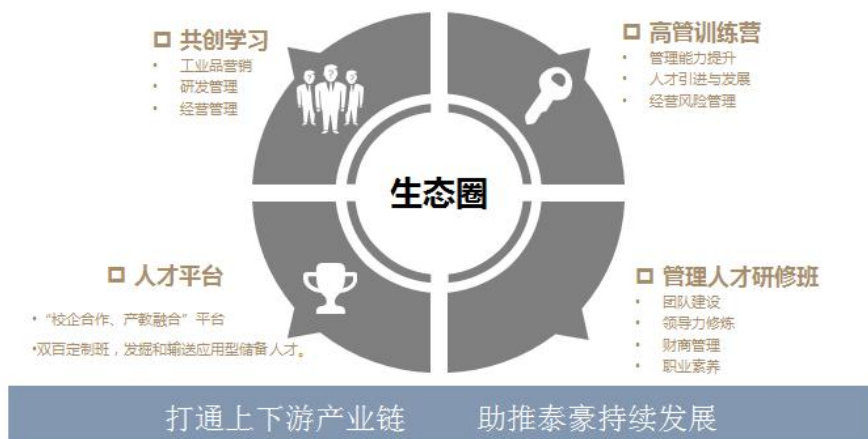 共创学习
• 工业品营销
• 研发管理
• 经营管理
高管训练营
• 管理能力提升
• 人才引进与发展
• 经营风险管理
生态圈
人才平台
• “校企合作、产教融合”平台
•双百定制班，发掘和输送应用型储备人才。
管理人才研修班
• 团队建设
• 领导力修炼
• 财商管理
• 职业素养
打通上下游产业链 助推泰豪持续发展